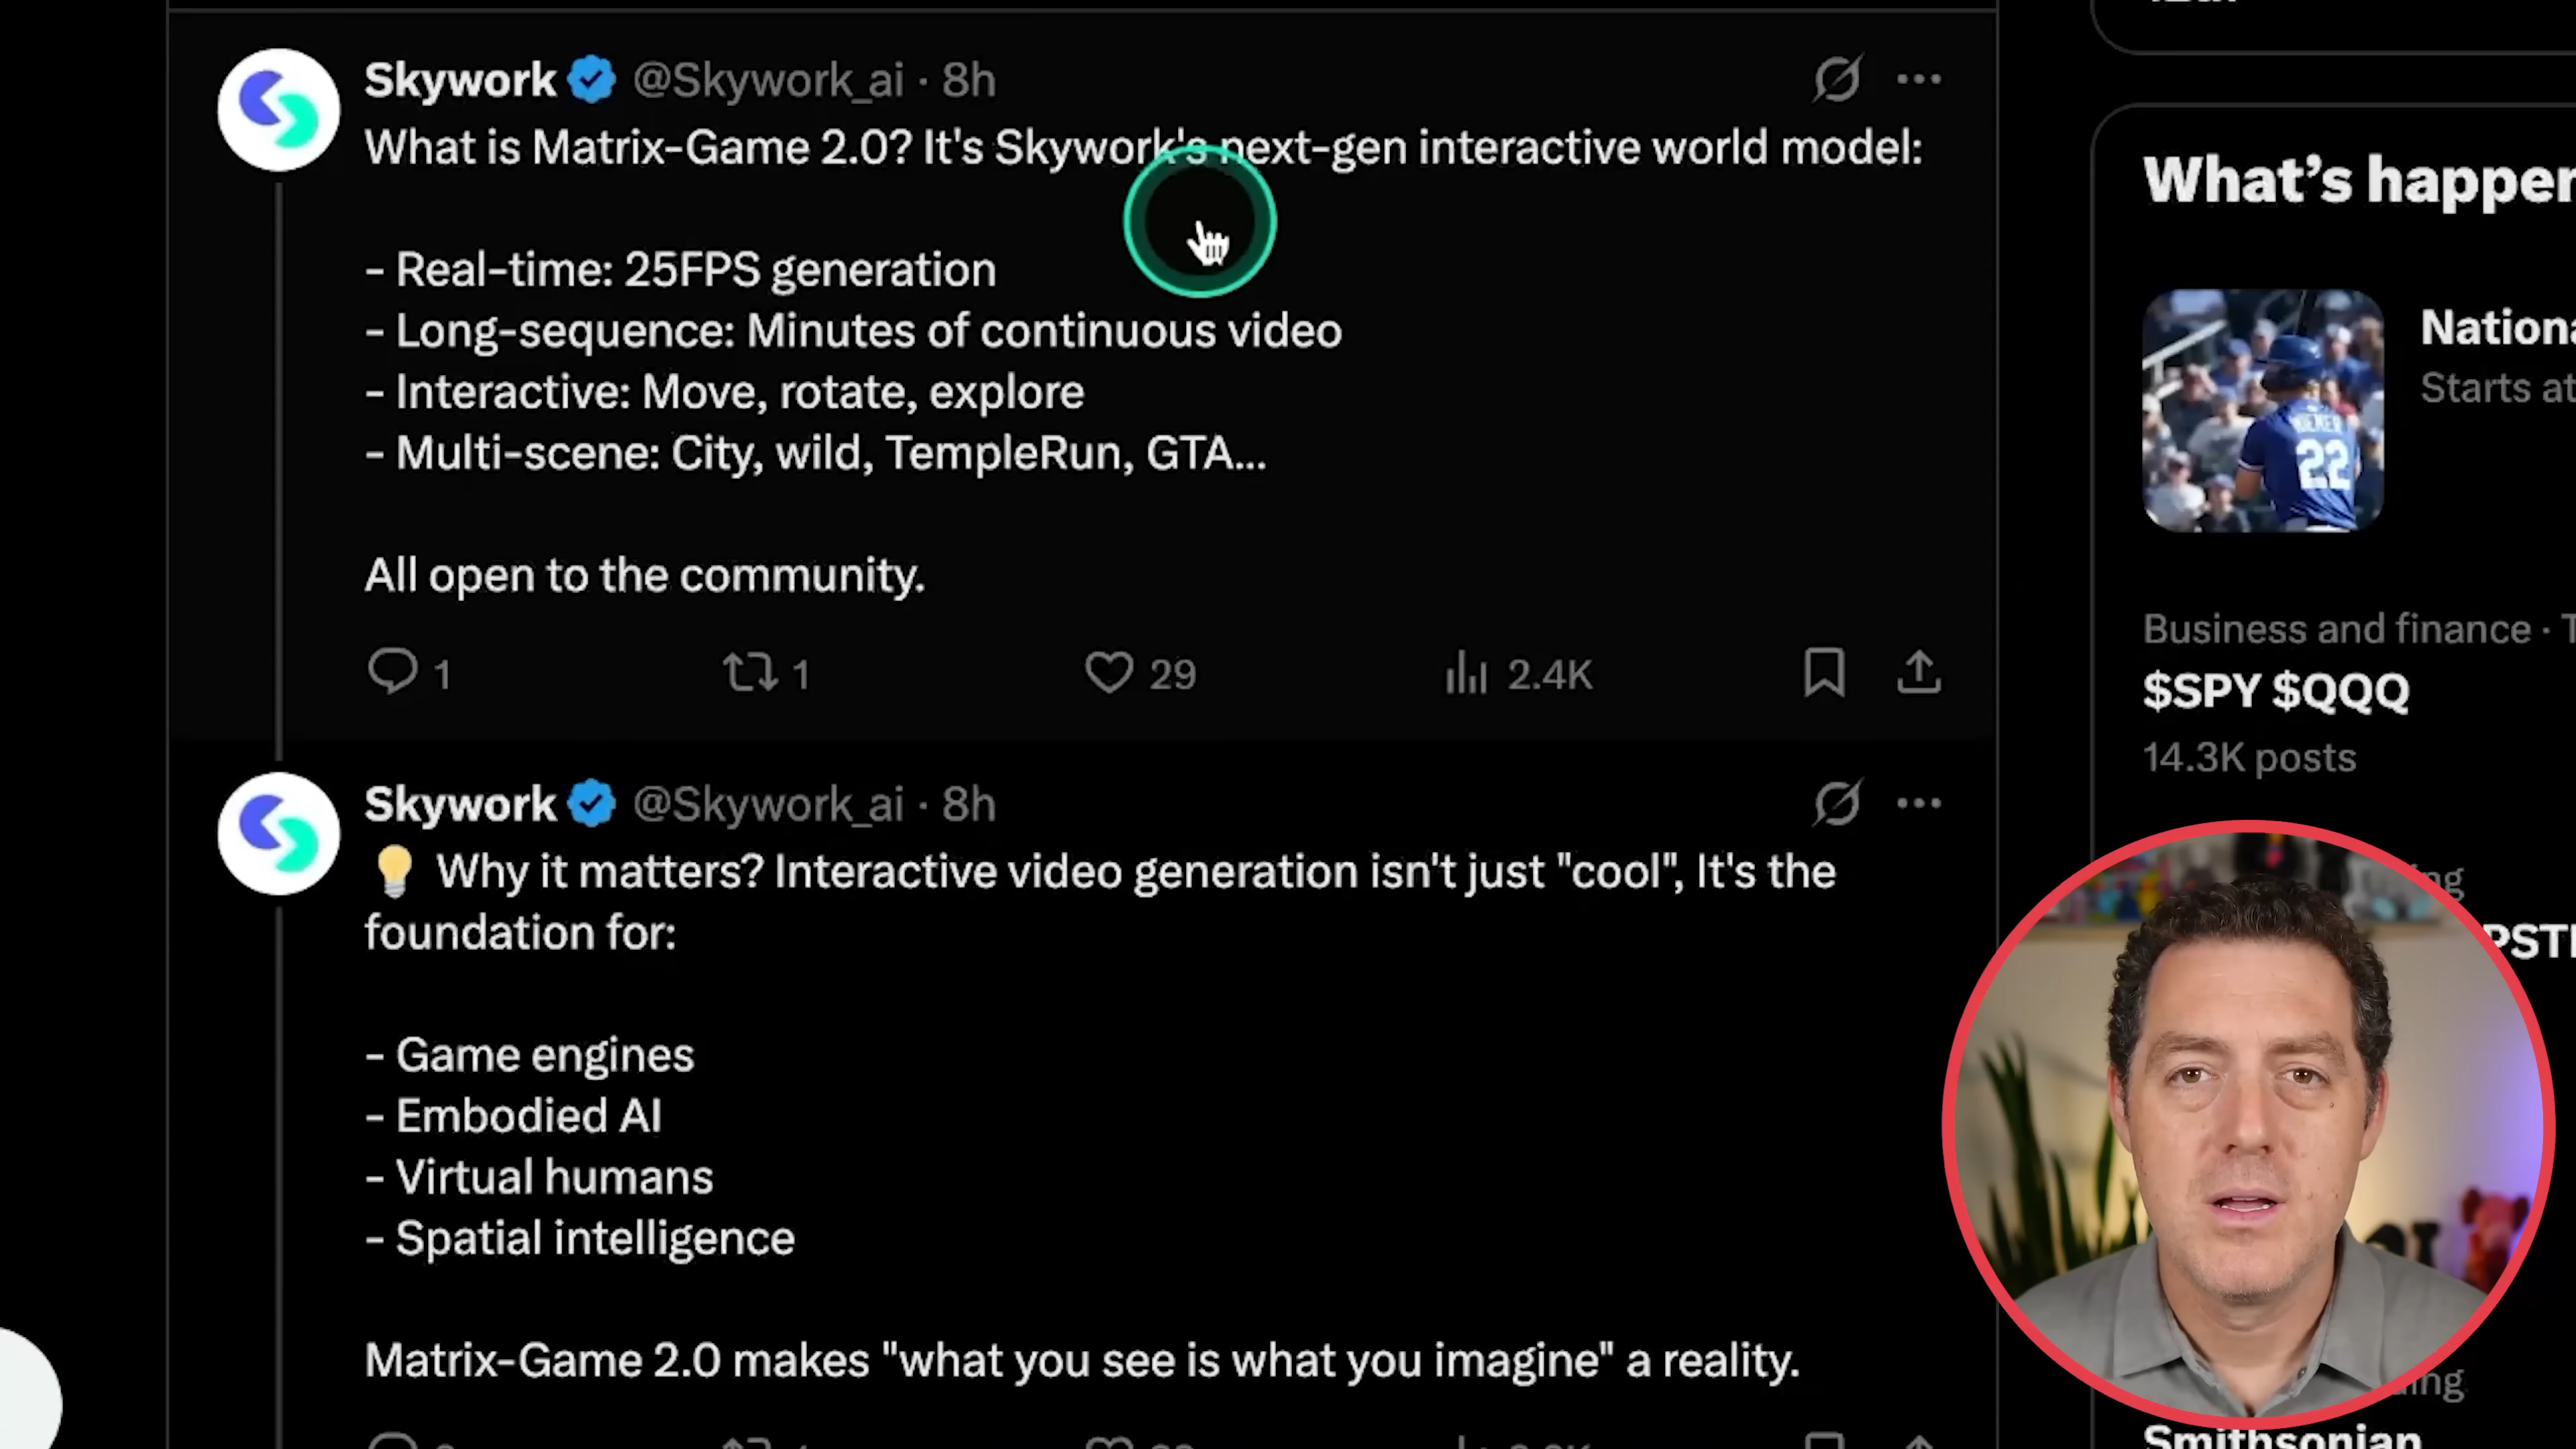 Skywork @Skywork_ai · 8h
What is Matrix-Game 2.0? It's Skywork's next-gen interactive world model:
- Real-time: 25FPS generation
- Long-sequence: Minutes of continuous video
- Interactive: Move, rotate, explore
- Multi-scene: City, wild, TempleRun, GTA...
All open to the community.
1 1 29 2.4K
Skywork @Skywork_ai · 8h
💡 Why it matters? Interactive video generation isn't just "cool", It's the
foundation for:
- Game engines
- Embodied AI
- Virtual humans
- Spatial intelligence
Matrix-Game 2.0 makes "what you see is what you imagine" a reality.
What's happen
Nationa
Starts at
22
Business and finance · T
$SPY $QQQ
14.3K posts
ng
PSTI
ing
Smithsonian